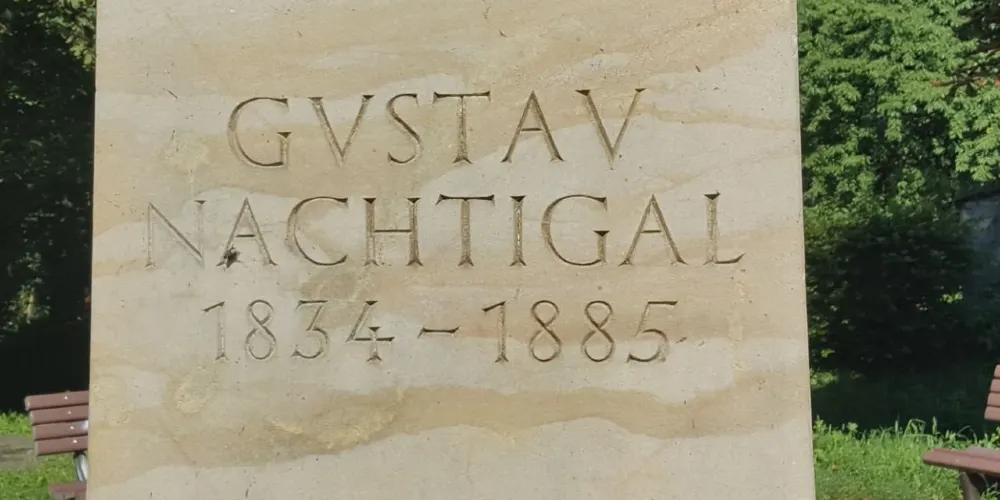 GVSTAV
NACHTIGAL
1834 – 1885